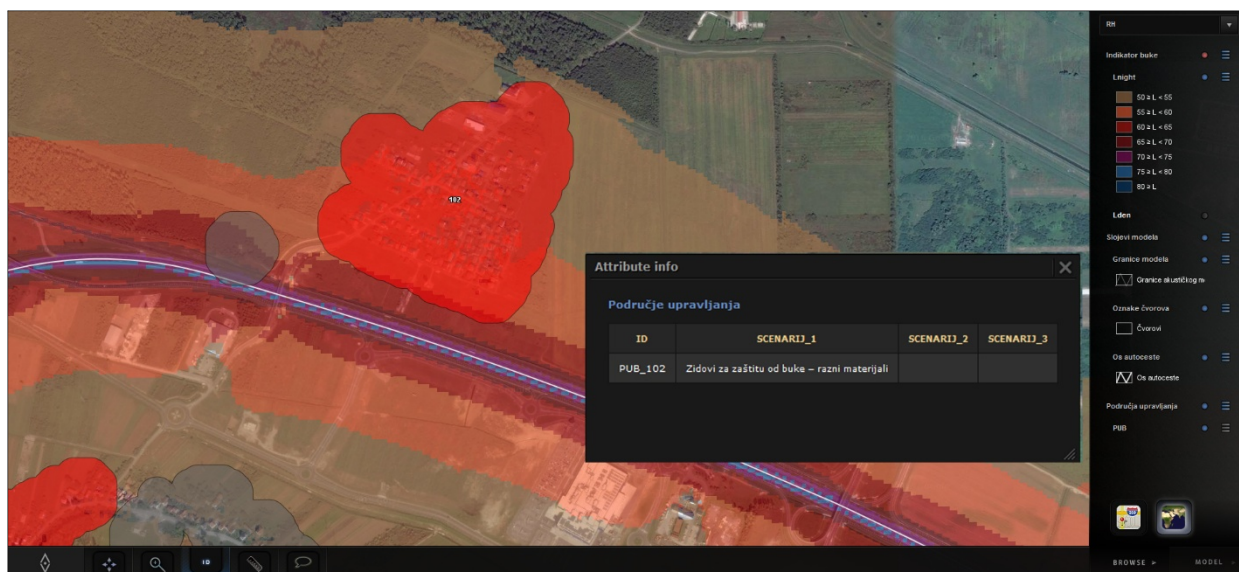 RH
Indikator buke
Lnight
50 ≥ L < 55
55 ≥ L < 60
60 ≥ L < 65
65 ≥ L < 70
70 ≥ L < 75
75 ≥ L < 80
80 ≥ L
Lden
Slojevi modela
Granice modela
Granice akustičkog m
Oznake čvorova
Čvorovi
Os autoceste
Os autoceste
Područja upravljanja
PUB
102
Attribute info
Područje upravljanja
ID SCENARIJ_1 SCENARIJ_2 SCENARIJ_3
PUB_102 Zidovi za zaštitu od buke – razni materijali
ID
BROWSE
MODEL